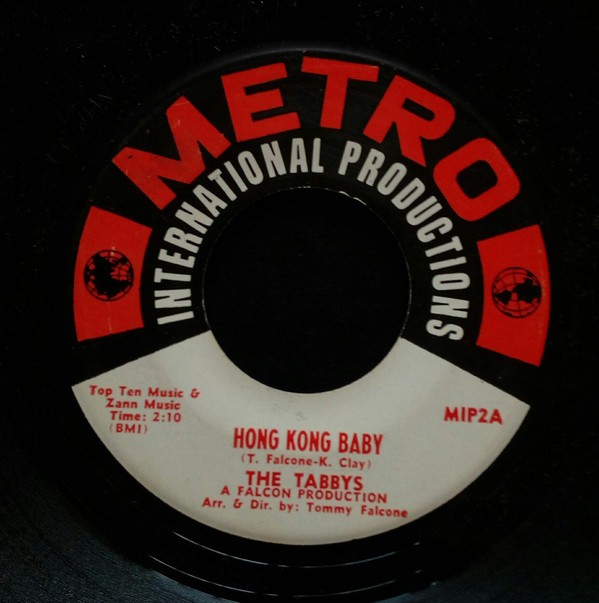 METRO
INTERNATIONAL PRODUCTIONS
Top Ten Music &
Zann Music
Time: 2:10
(BMI)
MIP2A
HONG KONG BABY
(T. Falcone-K. Clay)
THE TABBYS
A FALCON PRODUCTION
Arr. & Dir. by: Tommy Falcone